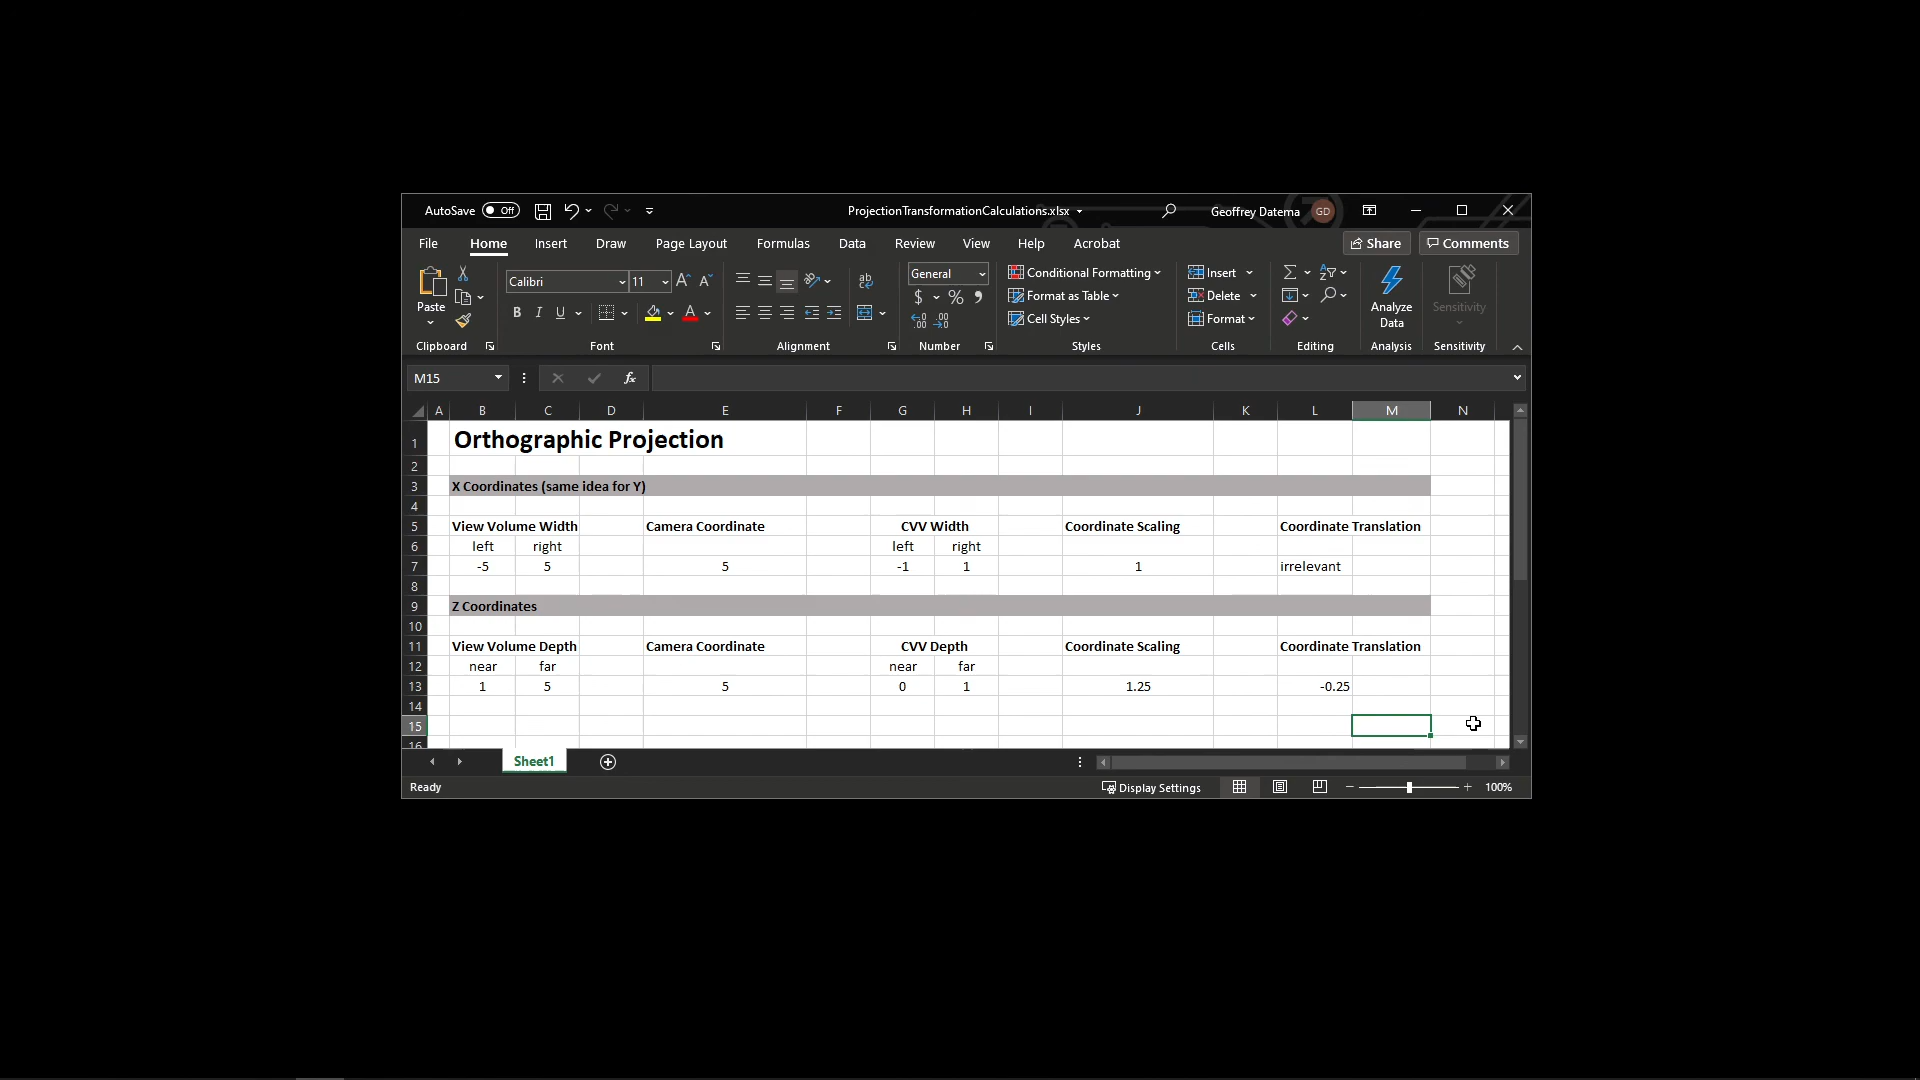 AutoSave Off ProjectionTransformationCalculations.xlsx Geoffrey Datema GD
File Home Insert Draw Page Layout Formulas Data Review View Help Acrobat Share Comments
Calibri 11 General Conditional Formatting Insert
Paste $ % Format as Table Delete Analyze Data Sensitivity
B I U A Cell Styles Format
Clipboard Font Alignment Number Styles Cells Editing Analysis Sensitivity
M15 fx
A B C D E F G H I J K L M N
1 Orthographic Projection
2
3 X Coordinates (same idea for Y)
4
5 View Volume Width Camera Coordinate CVV Width Coordinate Scaling Coordinate Translation
6 left right left right
7 -5 5 5 -1 1 1 irrelevant
8
9 Z Coordinates
10
11 View Volume Depth Camera Coordinate CVV Depth Coordinate Scaling Coordinate Translation
12 near far near far
13 1 5 5 0 1 1.25 -0.25
14
15
16
Sheet1
Ready Display Settings 100%